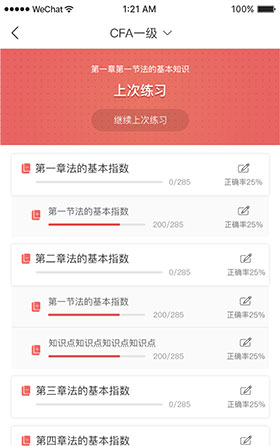 WeChat 1:21 AM 100%
CFA一级
第一章第一节法的基本知识
上次练习
继续上次练习
第一章法的基本指数
0/285 正确率25%
第一节法的基本指数
200/285 正确率25%
第二章法的基本指数
0/285 正确率25%
第一节法的基本指数
200/285 正确率25%
知识点知识点知识点知识点
200/285 正确率25%
第三章法的基本指数
0/285 正确率25%
第四章法的基本指数